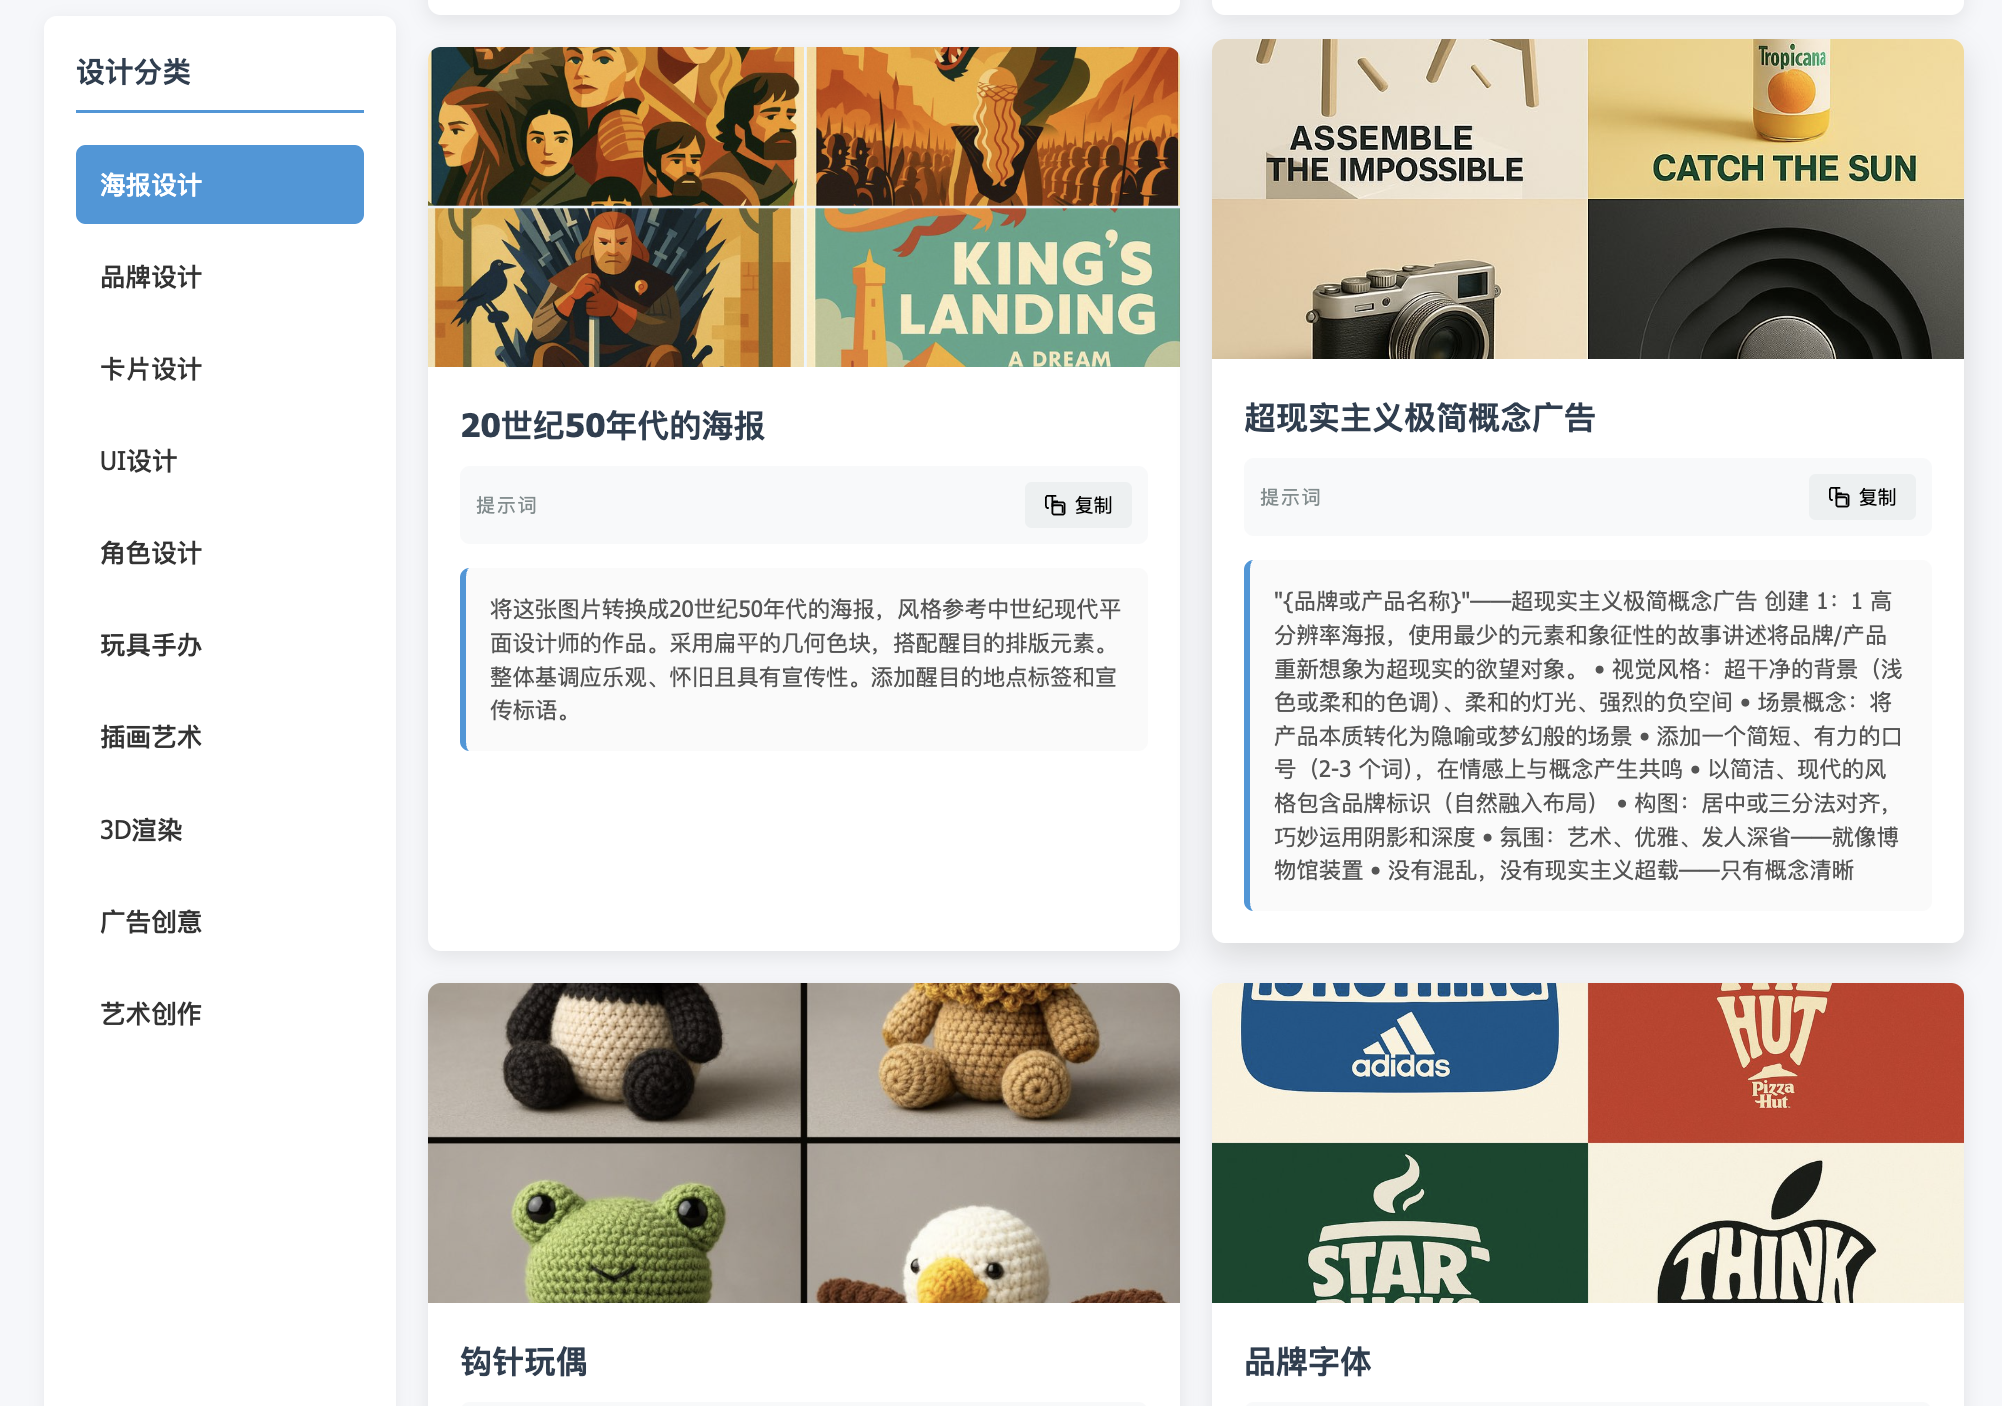 设计分类
海报设计
品牌设计
卡片设计
UI设计
角色设计
玩具手办
插画艺术
3D渲染
广告创意
艺术创作
KING'S
LANDING
A DREAM
20世纪50年代的海报
提示词
复制
将这张图片转换成20世纪50年代的海报，风格参考中世纪现代平
面设计师的作品。采用扁平的几何色块，搭配醒目的排版元素。
整体基调应乐观、怀旧且具有宣传性。添加醒目的地点标签和宣
传标语。
ASSEMBLE
THE IMPOSSIBLE
Tropicana
CATCH THE SUN
超现实主义极简概念广告
提示词
复制
"{品牌或产品名称}"——超现实主义极简概念广告 创建 1：1 高
分辨率海报，使用最少的元素和象征性的故事讲述将品牌/产品
重新想象为超现实的欲望对象。 • 视觉风格：超干净的背景（浅
色或柔和的色调）、柔和的灯光、强烈的负空间 • 场景概念：将
产品本质转化为隐喻或梦幻般的场景 • 添加一个简短、有力的口
号（2-3 个词），在情感上与概念产生共鸣 • 以简洁、现代的风
格包含品牌标识（自然融入布局） • 构图：居中或三分法对齐，
巧妙运用阴影和深度 • 氛围：艺术、优雅、发人深省——就像博
物馆装置 • 没有混乱，没有现实主义超载——只有概念清晰
钩针玩偶
IS NOTHING
adidas
HUT
Pizza
Hut
STAR
BUCKS
THINK
品牌字体